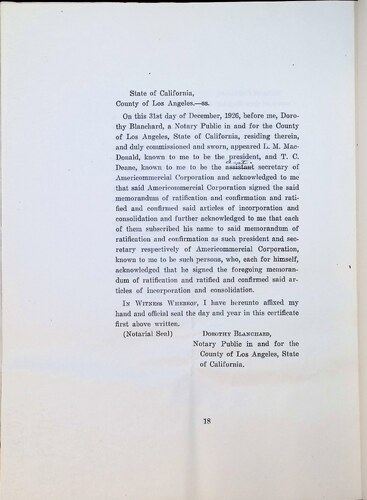 State of California,
County of Los Angeles.—ss.
On this 31st day of December, 1926, before me, Doro-
thy Blanchard, a Notary Public in and for the County
of Los Angeles, State of California, residing therein,
and duly commissioned and sworn, appeared L. M. Mac-
Donald, known to me to be the president, and T. C.
Deane, known to me to be the assistant secretary of
Americommercial Corporation and acknowledged to me
that said Americommercial Corporation signed the said
memorandum of ratification and confirmation and rati-
fied and confirmed said articles of incorporation and
consolidation and further acknowledged to me that each
of them subscribed his name to said memorandum of
ratification and confirmation as such president and sec-
retary respectively of Americommercial Corporation,
known to me to be such persons, who, each for himself,
acknowledged that he signed the foregoing memoran-
dum of ratification and ratified and confirmed said ar-
ticles of incorporation and consolidation.
In Witness Whereof, I have hereunto affixed my
hand and official seal the day and year in this certificate
first above written.
(Notarial Seal) Dorothy Blanchard,
Notary Public in and for the
County of Los Angeles, State
of California.
18